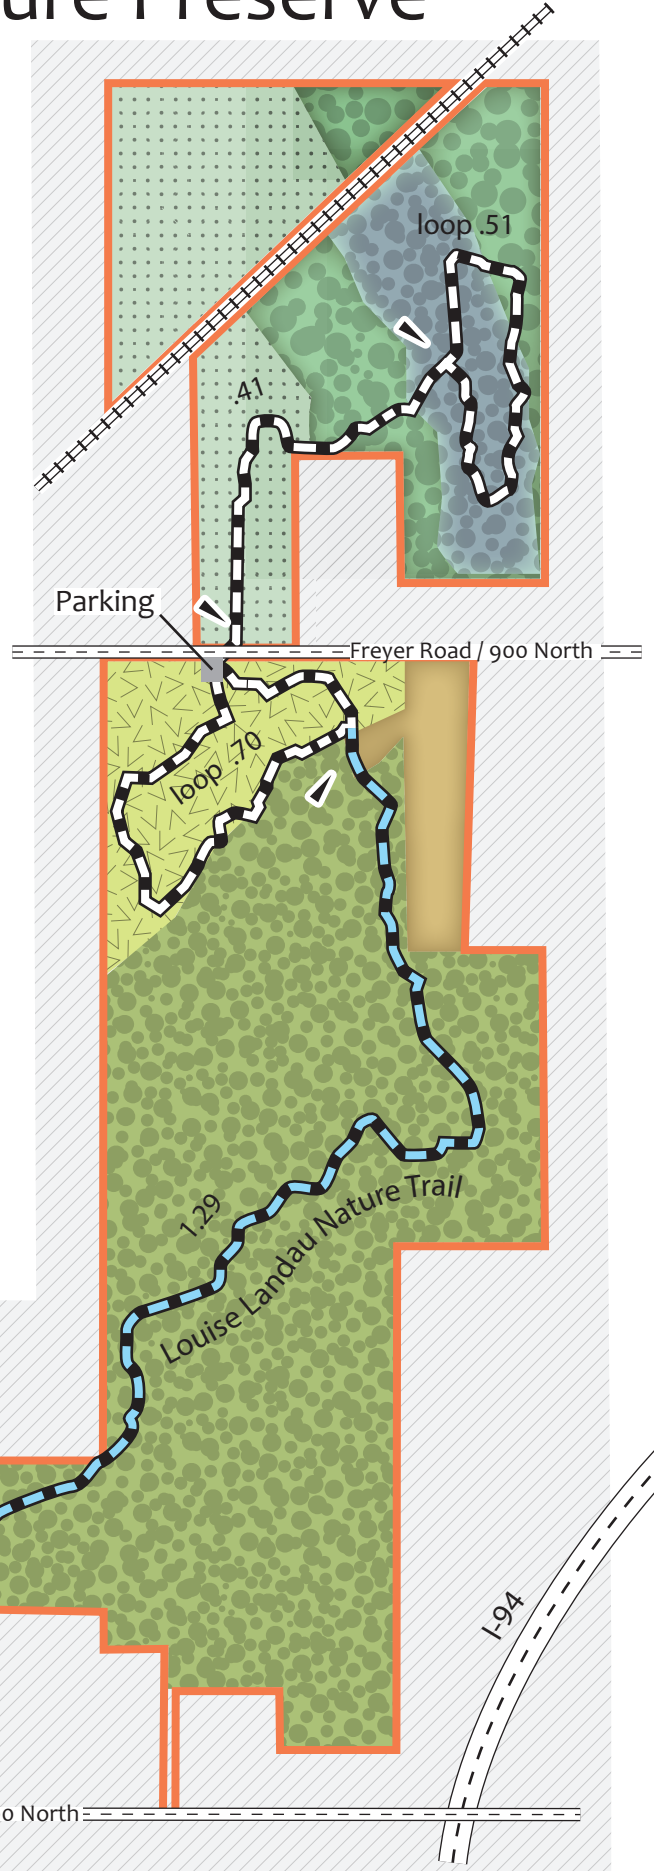 ure Preserve
loop .51
.41
Parking
Freyer Road / 900 North
loop .70
1.29
Louise Landau Nature Trail
I-94
0 North